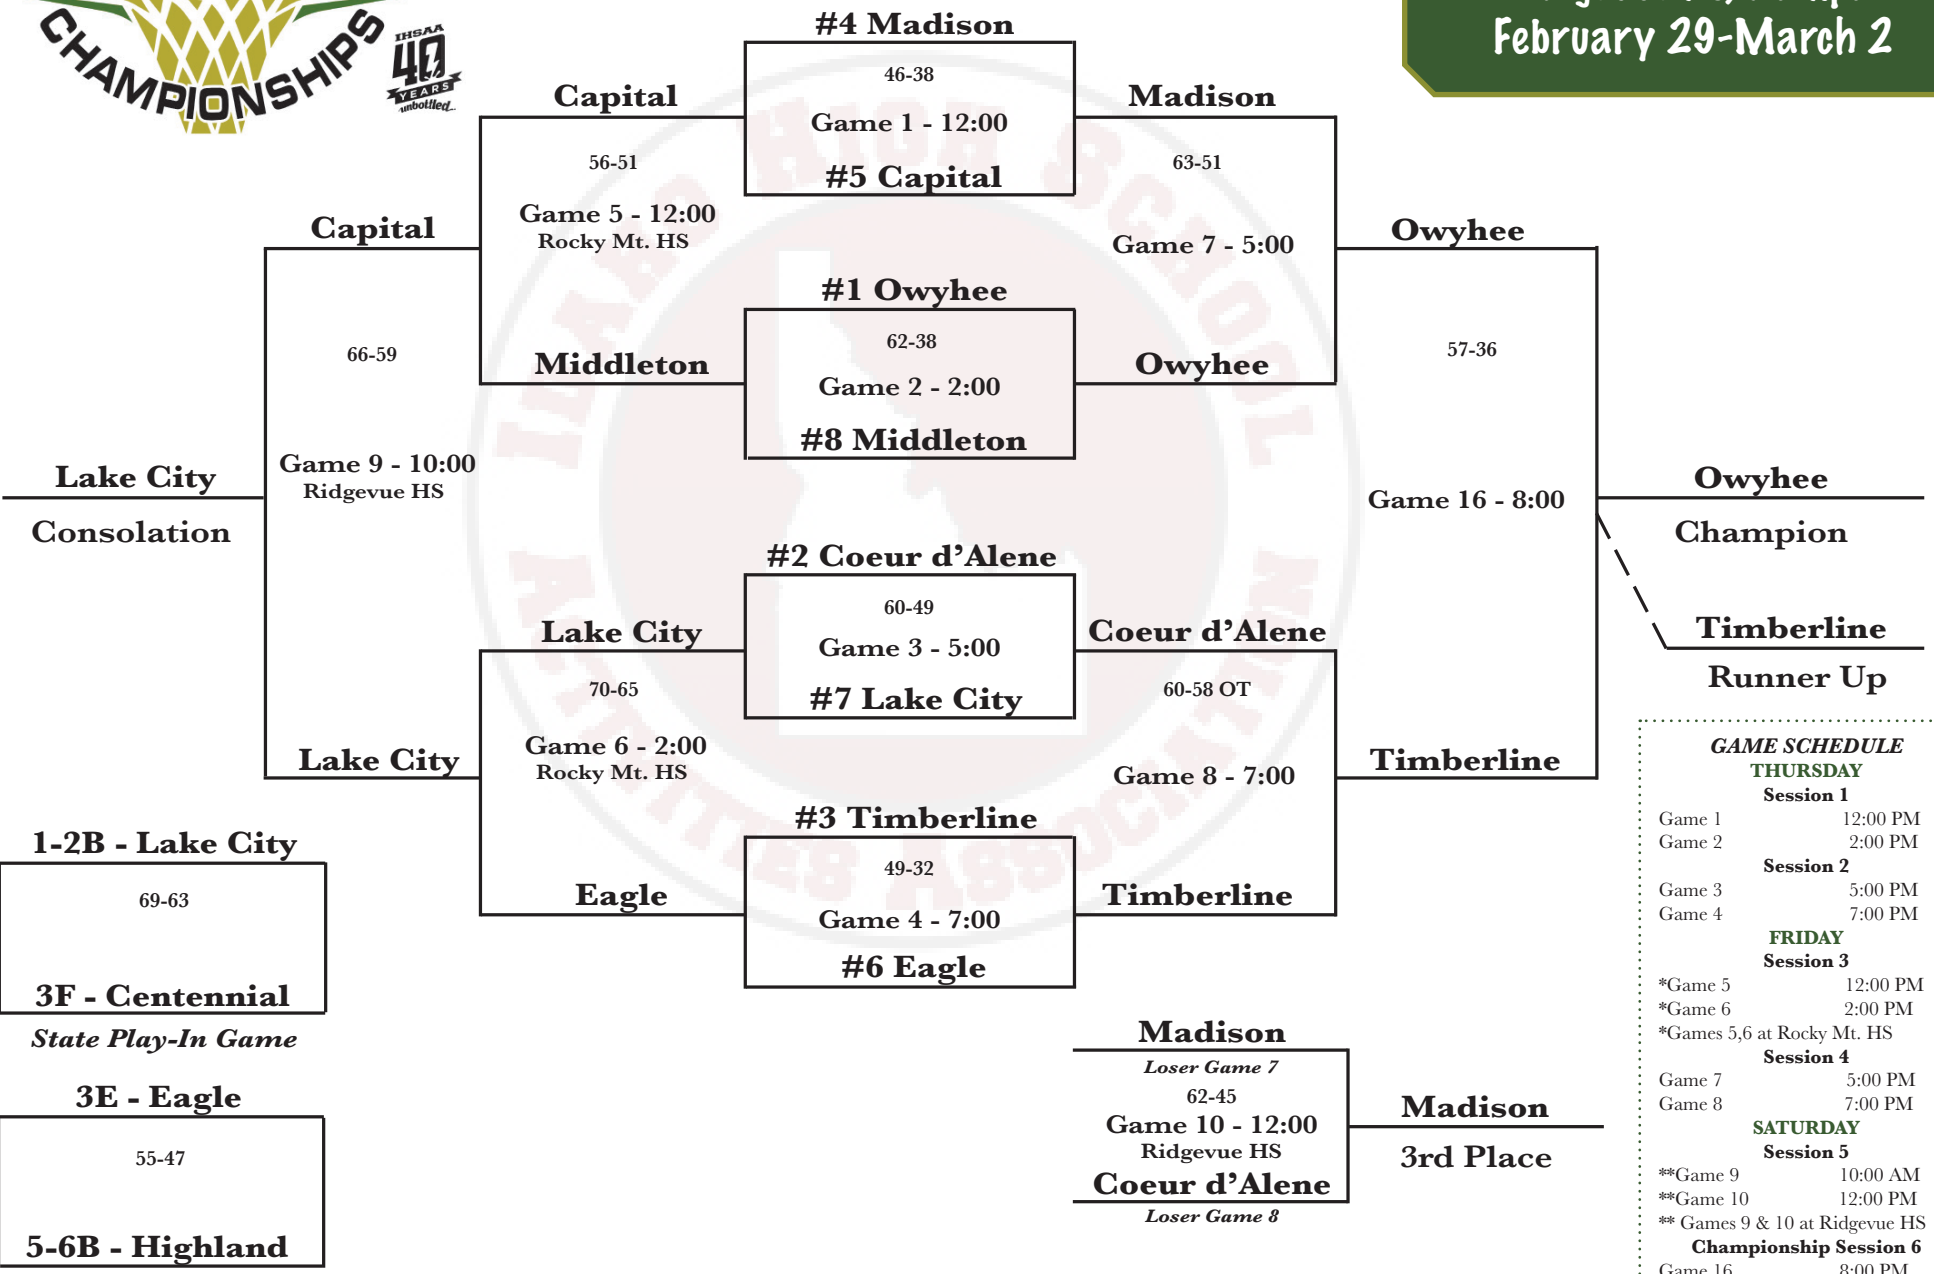 CHAMPIONSHIPS
IHSAA
40
YEARS
unbottled...
February 29-March 2
IDAHO HIGH SCHOOL
ACTIVITIES ASSOCIATION
#4 Madison
46-38
Game 1 - 12:00
#5 Capital
#1 Owyhee
62-38
Game 2 - 2:00
#8 Middleton
#2 Coeur d’Alene
60-49
Game 3 - 5:00
#7 Lake City
#3 Timberline
49-32
Game 4 - 7:00
#6 Eagle
Capital
56-51
Game 5 - 12:00
Rocky Mt. HS
Middleton
Lake City
70-65
Game 6 - 2:00
Rocky Mt. HS
Eagle
Capital
66-59
Game 9 - 10:00
Ridgevue HS
Lake City
Lake City
Consolation
Madison
63-51
Game 7 - 5:00
Owyhee
Coeur d’Alene
60-58 OT
Game 8 - 7:00
Timberline
Owyhee
57-36
Game 16 - 8:00
Timberline
Owyhee
Champion
Timberline
Runner Up
1-2B - Lake City
69-63
3F - Centennial
State Play-In Game
3E - Eagle
55-47
5-6B - Highland
Madison
Loser Game 7
62-45
Game 10 - 12:00
Ridgevue HS
Coeur d’Alene
Loser Game 8
Madison
3rd Place
GAME SCHEDULE
THURSDAY
Session 1
Game 1 12:00 PM
Game 2 2:00 PM
Session 2
Game 3 5:00 PM
Game 4 7:00 PM
FRIDAY
Session 3
*Game 5 12:00 PM
*Game 6 2:00 PM
*Games 5,6 at Rocky Mt. HS
Session 4
Game 7 5:00 PM
Game 8 7:00 PM
SATURDAY
Session 5
**Game 9 10:00 AM
**Game 10 12:00 PM
** Games 9 & 10 at Ridgevue HS
Championship Session 6
Game 16 8:00 PM